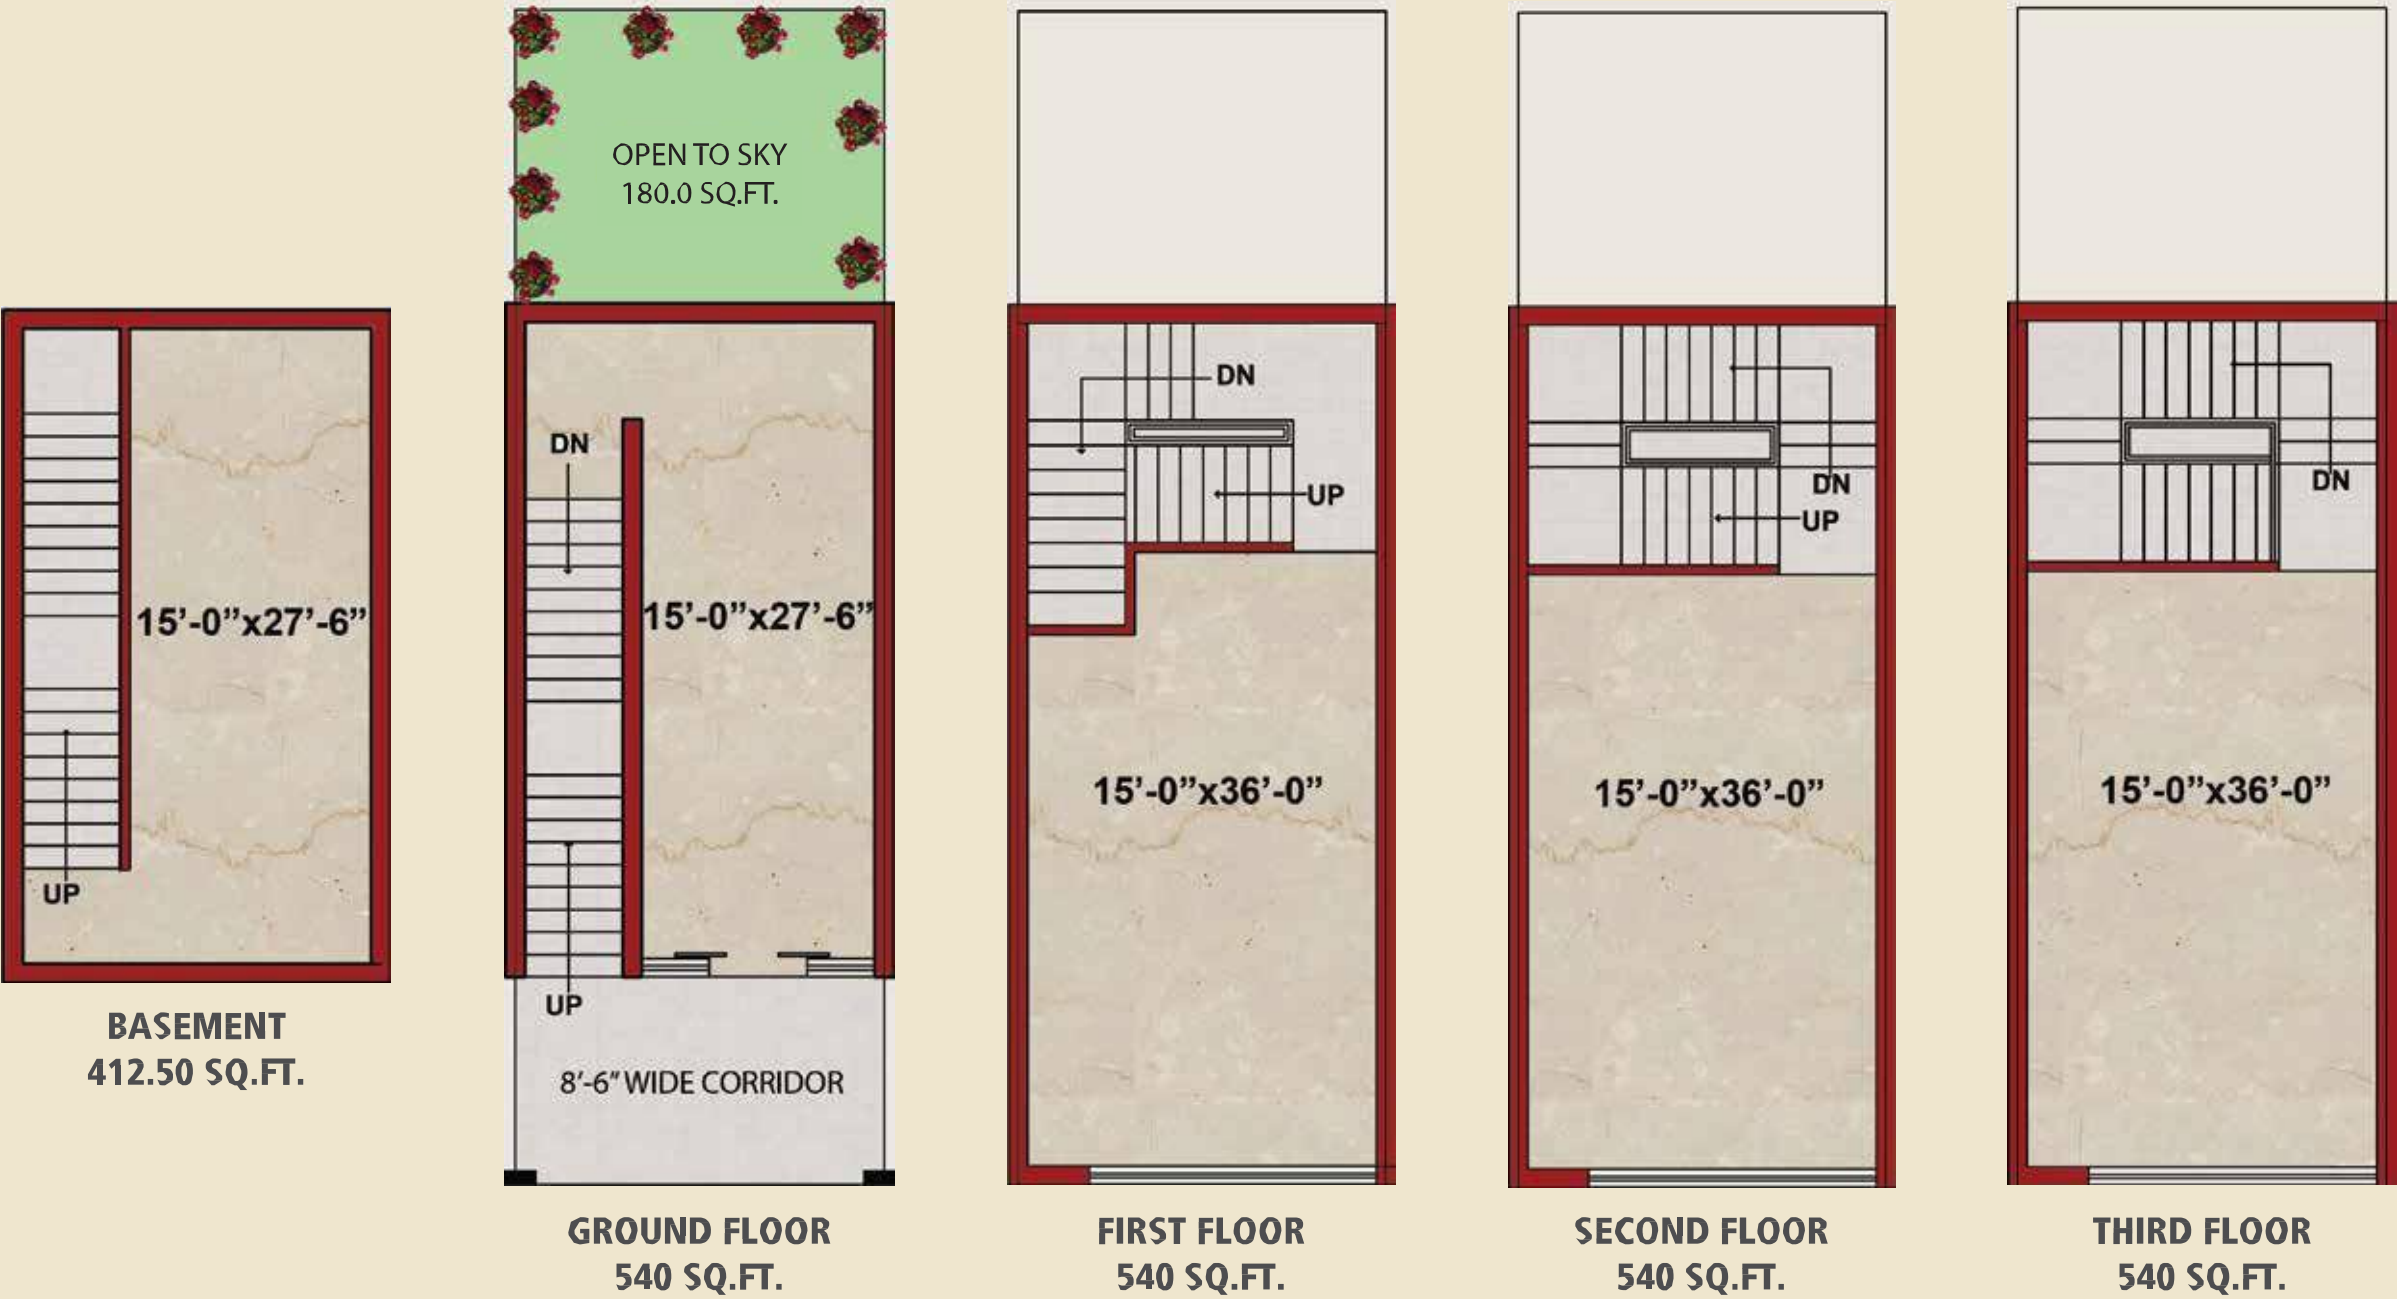 15'-0"x27'-6"
UP
BASEMENT
412.50 SQ.FT.
OPEN TO SKY
180.0 SQ.FT.
DN
15'-0"x27'-6"
UP
8'-6" WIDE CORRIDOR
GROUND FLOOR
540 SQ.FT.
DN
UP
15'-0"x36'-0"
FIRST FLOOR
540 SQ.FT.
DN
UP
15'-0"x36'-0"
SECOND FLOOR
540 SQ.FT.
DN
15'-0"x36'-0"
THIRD FLOOR
540 SQ.FT.